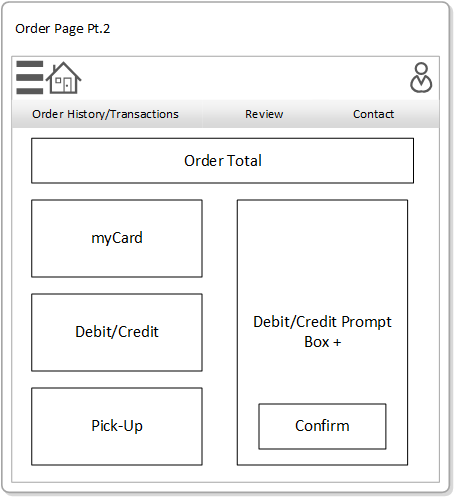 Order Page Pt.2
Order History/Transactions Review Contact
Order Total
myCard
Debit/Credit
Pick-Up
Debit/Credit Prompt
Box +
Confirm